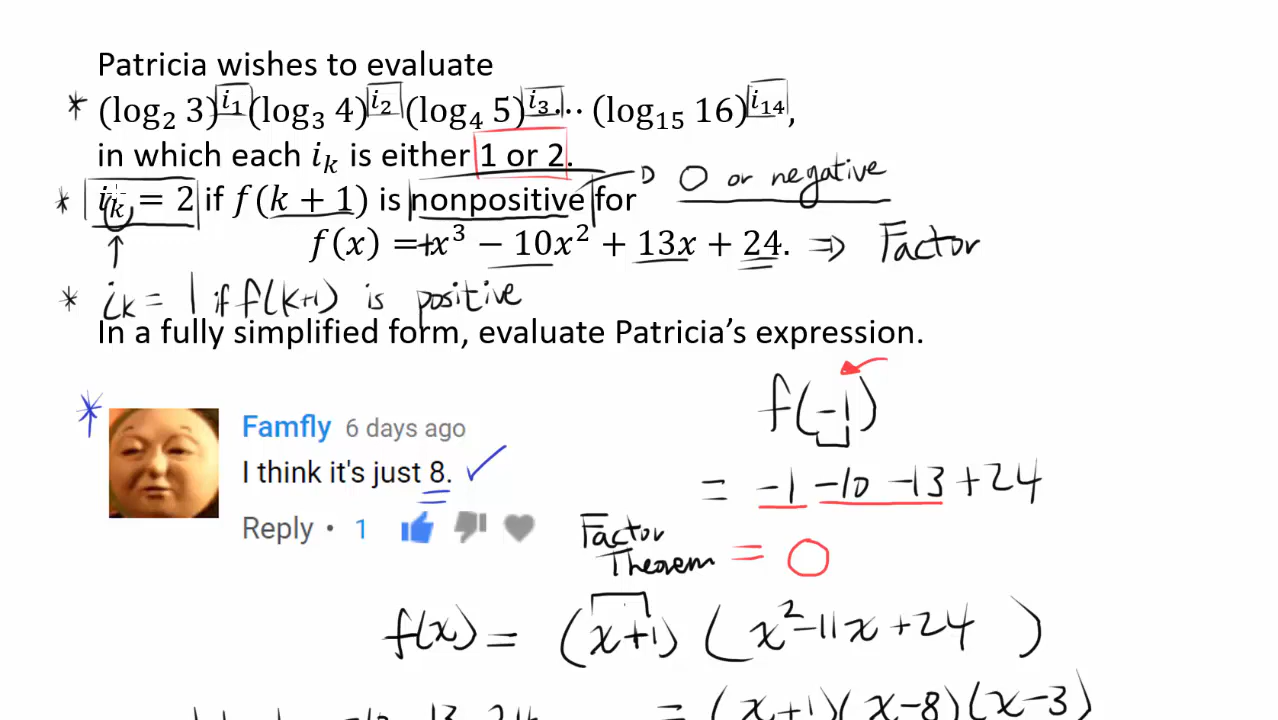 Patricia wishes to evaluate
* (log₂ 3)^i₁ (log₃ 4)^i₂ (log₄ 5)^i₃ ⋯ (log₁₅ 16)^i₁₄,
in which each iₖ is either 1 or 2.
* iₖ = 2 if f(k + 1) is nonpositive for → 0 or negative
f(x) = +x³ − 10x² + 13x + 24. ⇒ Factor
* iₖ = 1 if f(k+1) is positive
In a fully simplified form, evaluate Patricia's expression.
f(-1)
*
Famfly 6 days ago
I think it's just 8. ✓
= -1 -10 -13 +24
Reply • 1
Factor
Theorem = 0
f(x) = (x+1) (x² -11x +24 )
= (x+1)(x-8)(x-3)